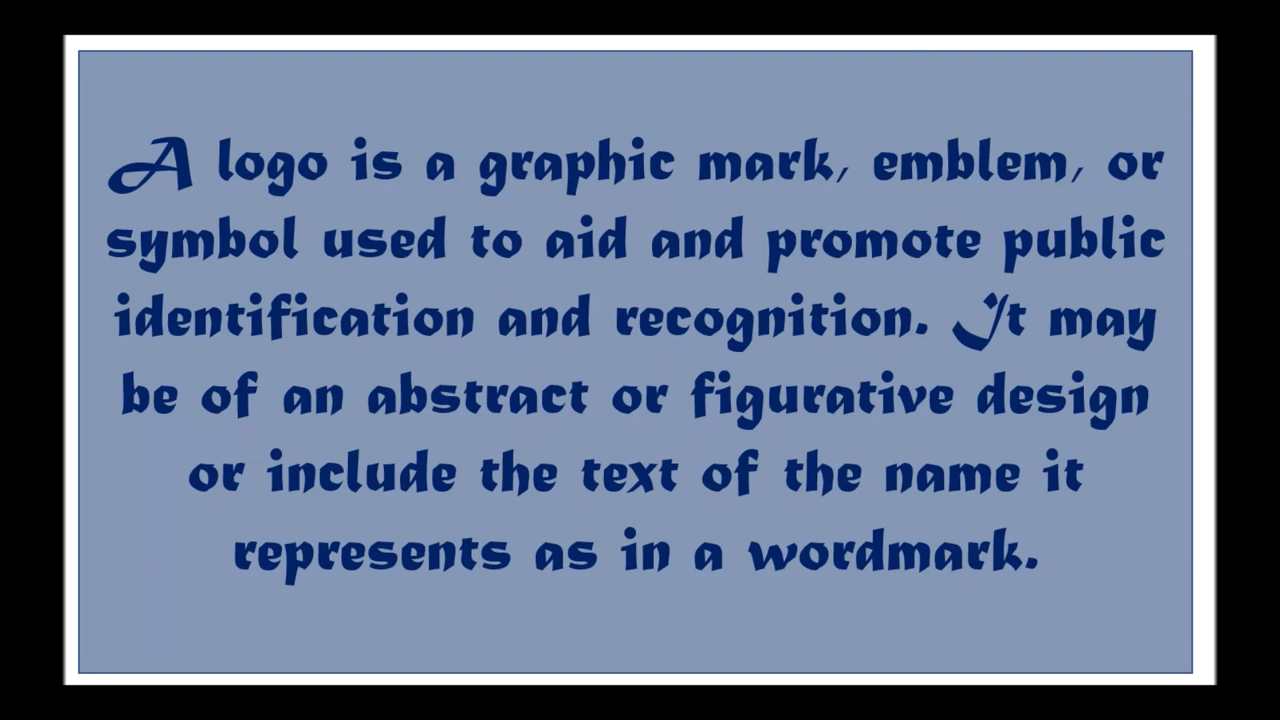 A logo is a graphic mark, emblem, or
symbol used to aid and promote public
identification and recognition. It may
be of an abstract or figurative design
or include the text of the name it
represents as in a wordmark.